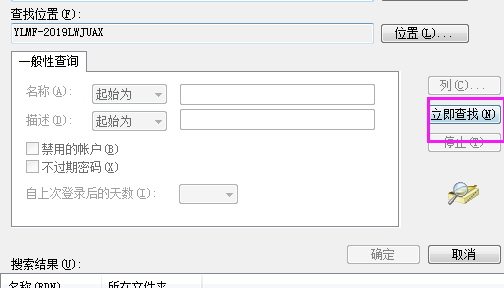 查找位置(F):
YLMF-2019LWJUAX
位置(L)...
一般性查询
名称(A): 起始为
列(C)...
描述(D): 起始为
立即查找(N)
停止(T)
禁用的帐户(B)
不过期密码(X)
自上次登录后的天数(I):
确定 取消
搜索结果(U):
名称(RDN) 所在文件夹